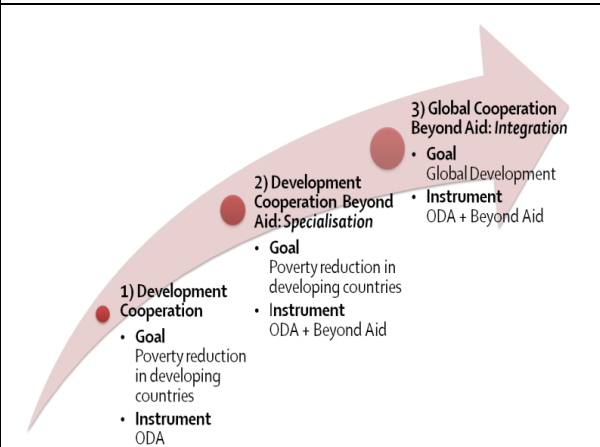 1) Development
Cooperation
• Goal
Poverty reduction
in developing
countries
• Instrument
ODA
2) Development
Cooperation Beyond
Aid: Specialisation
• Goal
Poverty reduction in
developing countries
• Instrument
ODA + Beyond Aid
3) Global Cooperation
Beyond Aid: Integration
• Goal
Global Development
• Instrument
ODA + Beyond Aid